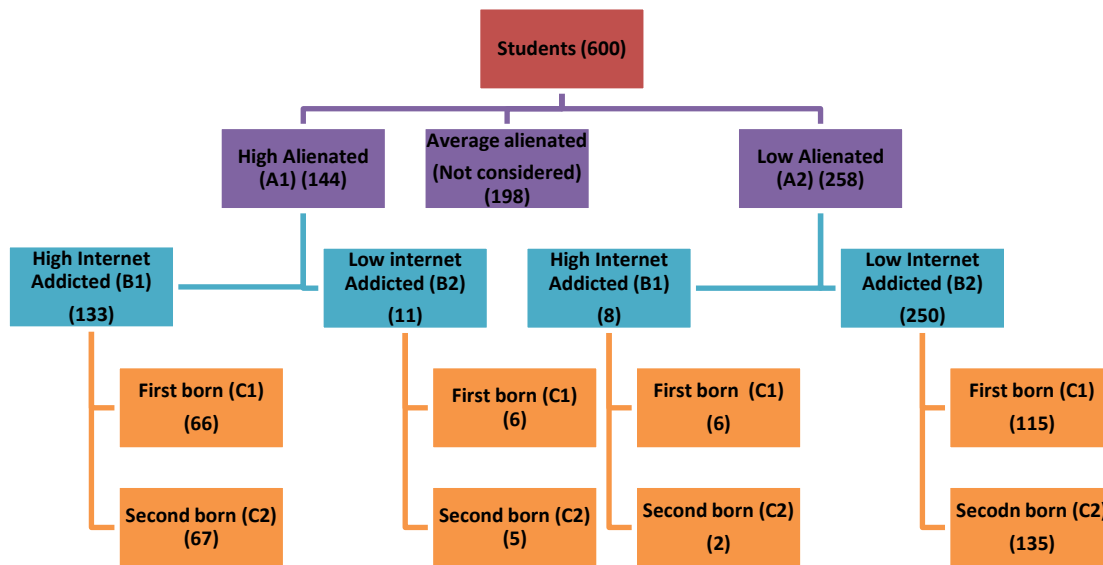 Students (600)
High Alienated
(A1) (144)
Average alienated
(Not considered)
(198)
Low Alienated
(A2) (258)
High Internet
Addicted (B1)
(133)
Low internet
Addicted (B2)
(11)
High Internet
Addicted (B1)
(8)
Low Internet
Addicted (B2)
(250)
First born (C1)
(66)
First born (C1)
(6)
First born (C1)
(6)
First born (C1)
(115)
Second born (C2)
(67)
Second born (C2)
(5)
Second born (C2)
(2)
Secodn born (C2)
(135)